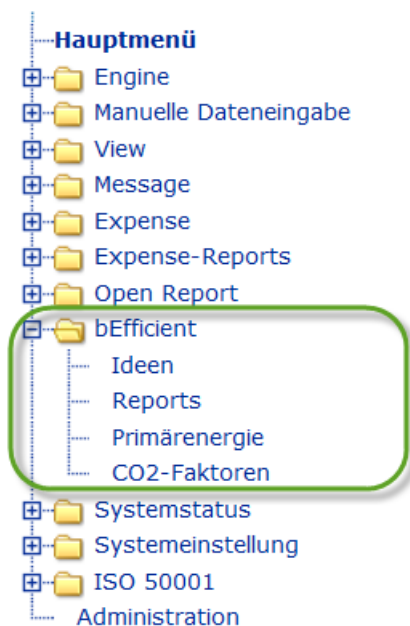 Hauptmenü
Engine
Manuelle Dateneingabe
View
Message
Expense
Expense-Reports
Open Report
bEfficient
Ideen
Reports
Primärenergie
CO2-Faktoren
Systemstatus
Systemeinstellung
ISO 50001
Administration